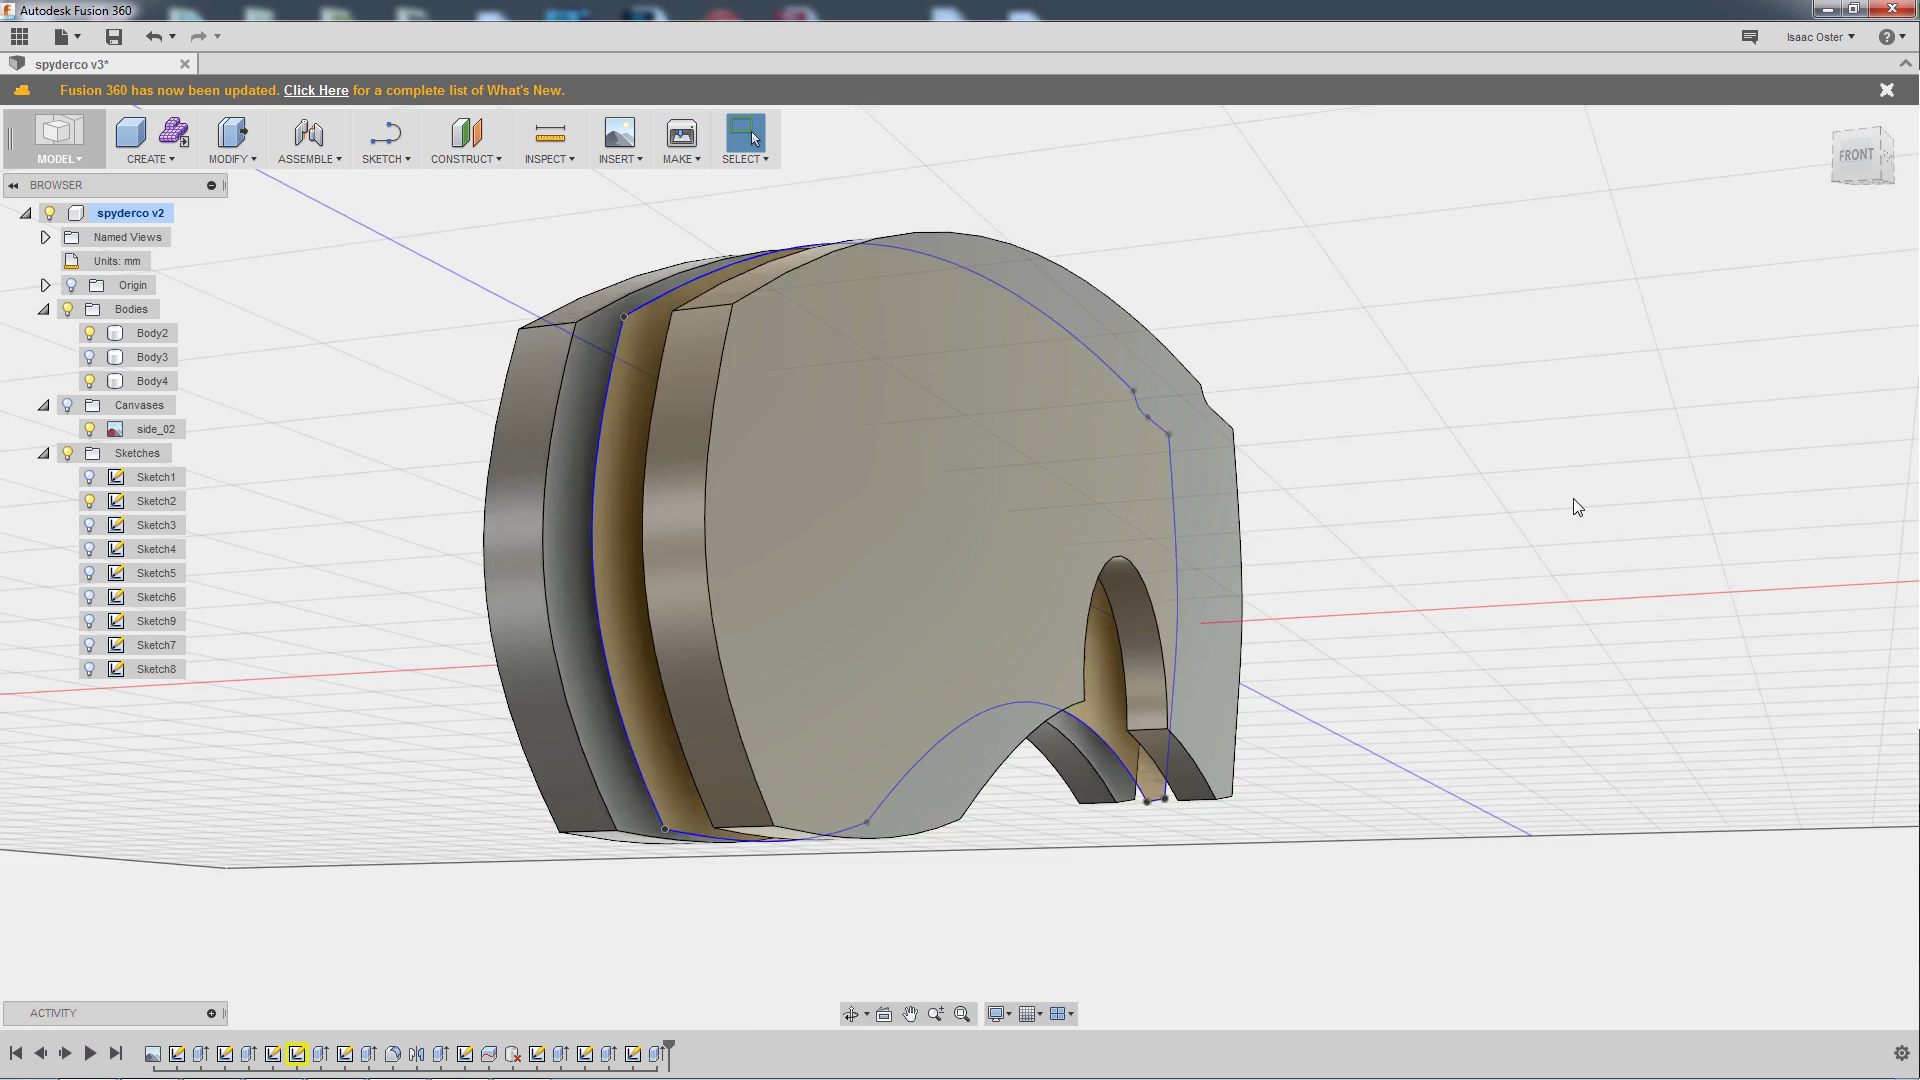 Autodesk Fusion 360
Isaac Oster
spyderco v3*
Fusion 360 has now been updated. Click Here for a complete list of What's New.
MODEL
CREATE
MODIFY
ASSEMBLE
SKETCH
CONSTRUCT
INSPECT
INSERT
MAKE
SELECT
FRONT
BROWSER
spyderco v2
Named Views
Units: mm
Origin
Bodies
Body2
Body3
Body4
Canvases
side_02
Sketches
Sketch1
Sketch2
Sketch3
Sketch4
Sketch5
Sketch6
Sketch9
Sketch7
Sketch8
ACTIVITY